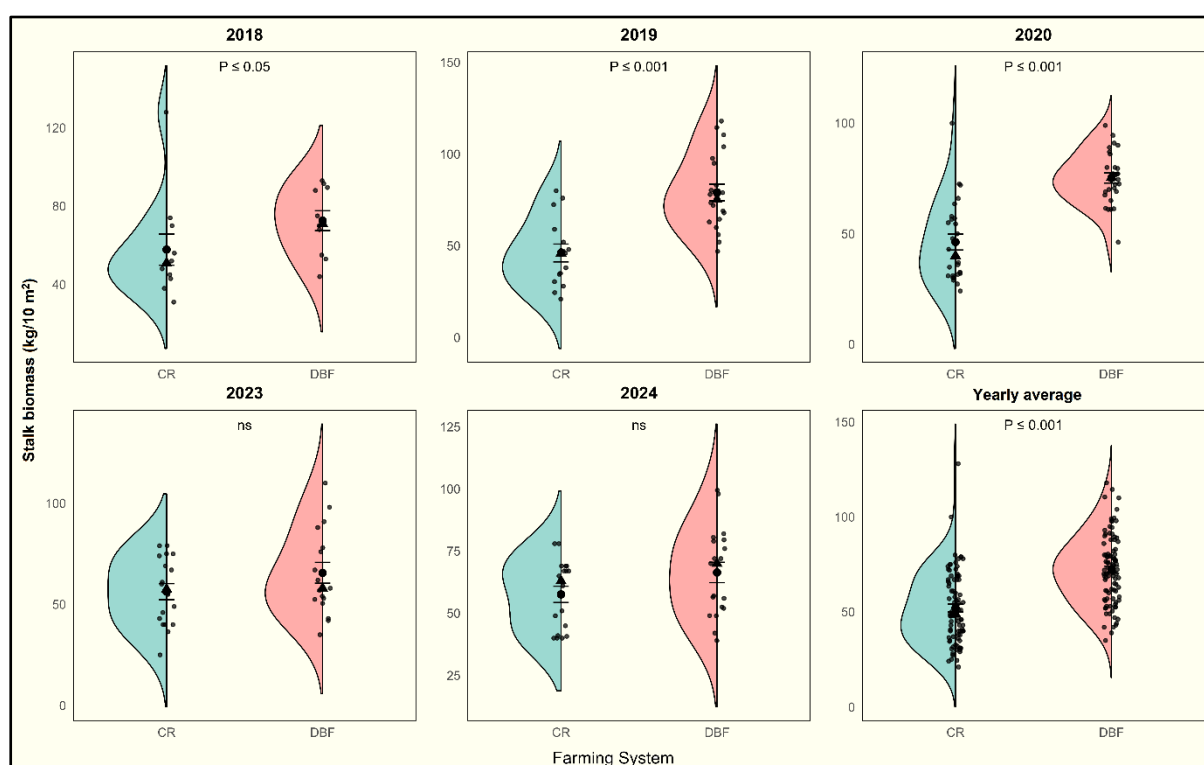 2018
2019
2020
P ≤ 0.05
P ≤ 0.001
P ≤ 0.001
120
80
40
150
100
50
0
100
50
0
CR
DBF
CR
DBF
CR
DBF
Stalk biomass (kg/10 m²)
2023
2024
Yearly average
ns
ns
P ≤ 0.001
100
50
0
125
100
75
50
25
150
100
50
0
CR
DBF
CR
DBF
CR
DBF
Farming System